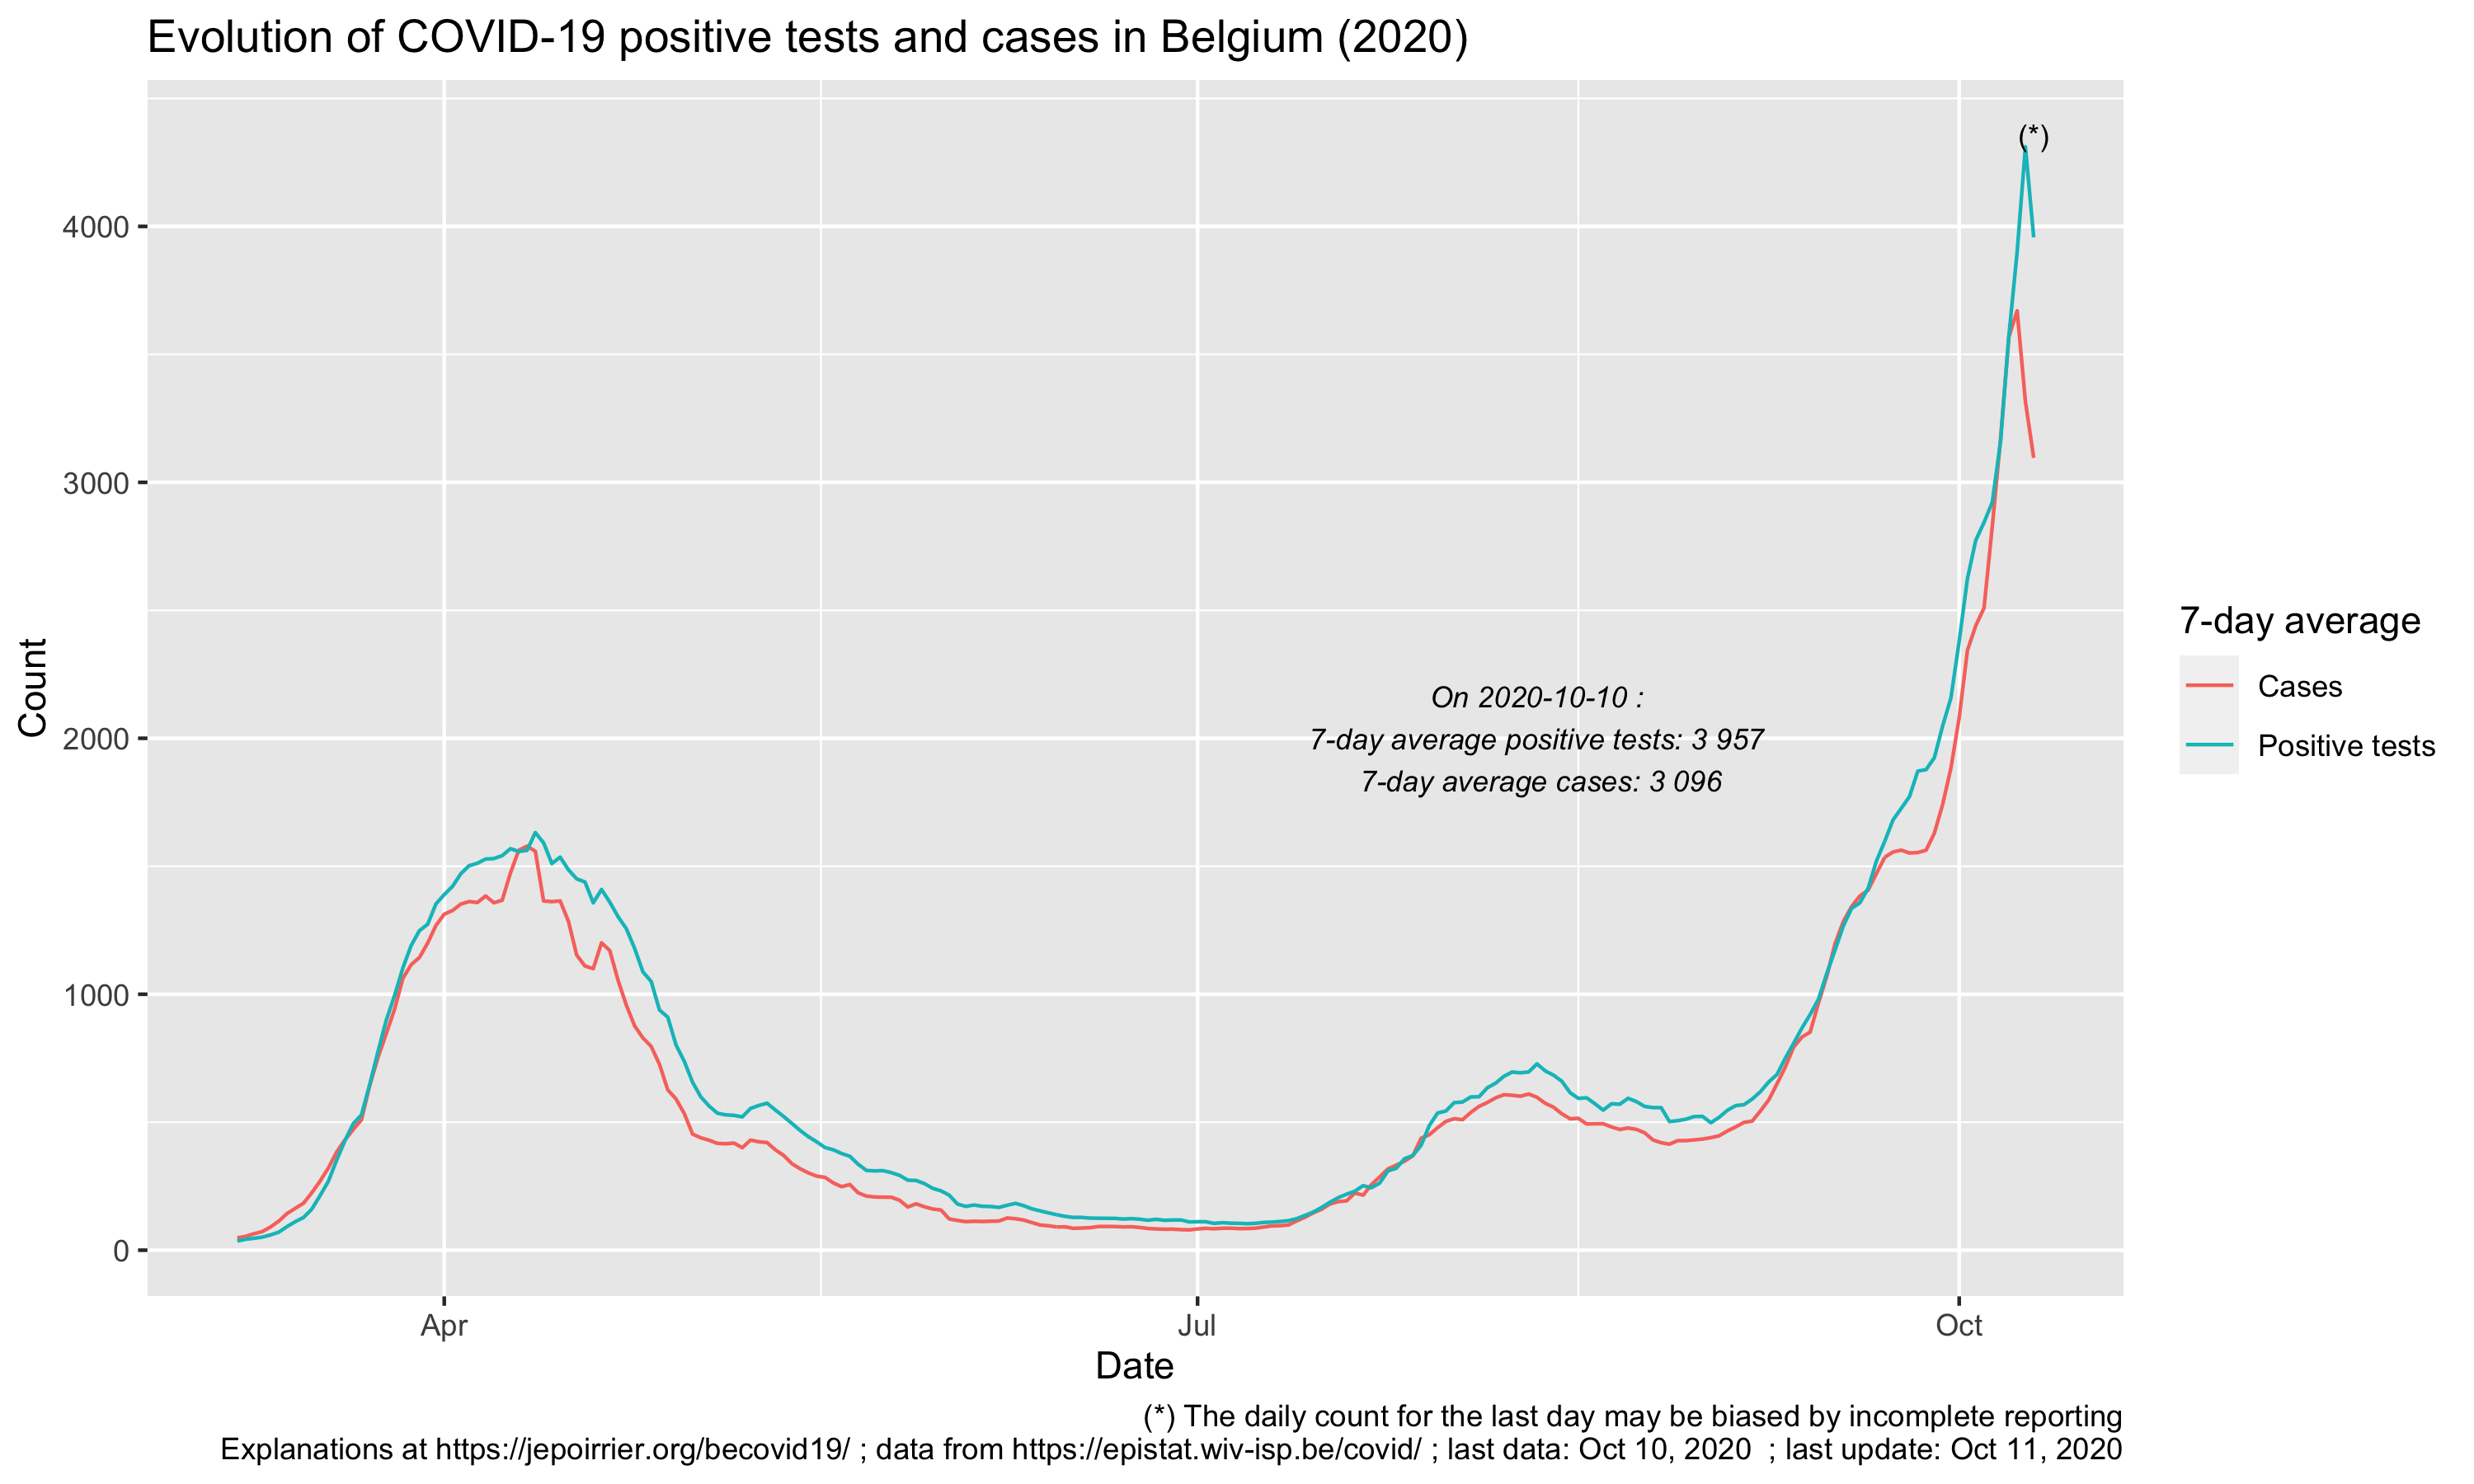 Evolution of COVID-19 positive tests and cases in Belgium (2020)
(*)
4000
3000
2000
1000
0
Count
On 2020-10-10 :
7-day average positive tests: 3 957
7-day average cases: 3 096
7-day average
Cases
Positive tests
Apr
Jul
Oct
Date
(*) The daily count for the last day may be biased by incomplete reporting
Explanations at https://jepoirrier.org/becovid19/ ; data from https://epistat.wiv-isp.be/covid/ ; last data: Oct 10, 2020  ; last update: Oct 11, 2020